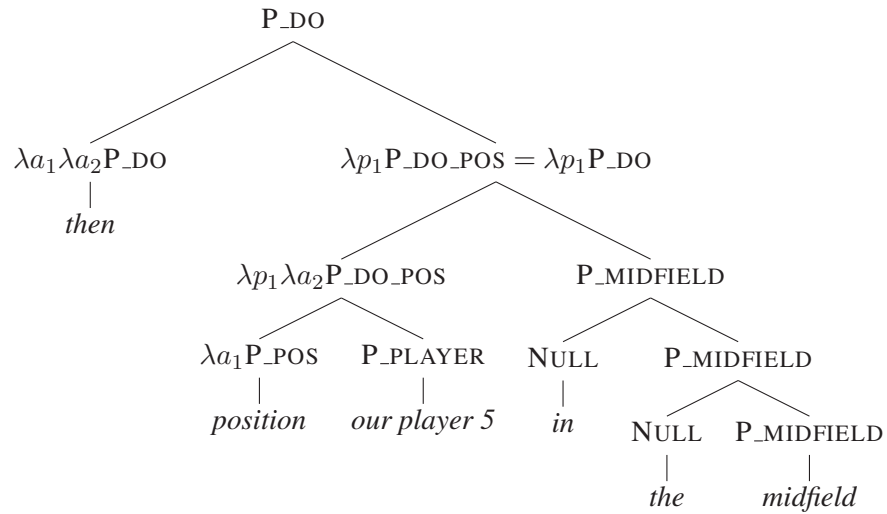 P_DO
λa₁λa₂P_DO λp₁P_DO_POS = λp₁P_DO
then
λp₁λa₂P_DO_POS P_MIDFIELD
λa₁P_POS P_PLAYER NULL P_MIDFIELD
position our player 5 in
NULL P_MIDFIELD
the midfield